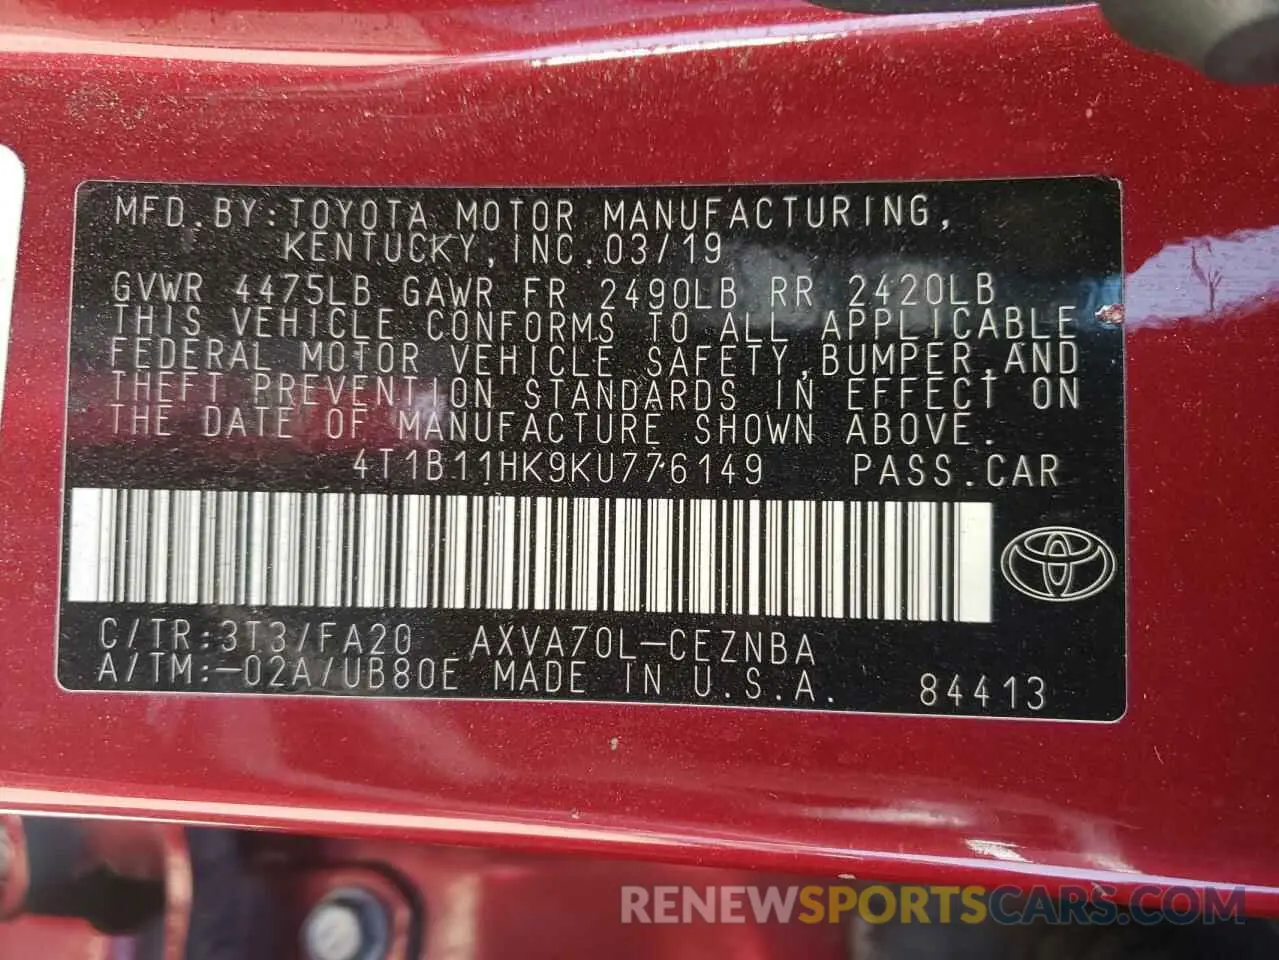 MFD.BY:TOYOTA MOTOR MANUFACTURING,
KENTUCKY,INC.03/19
GVWR 4475LB GAWR FR 2490LB RR 2420LB
THIS VEHICLE CONFORMS TO ALL APPLICABLE
FEDERAL MOTOR VEHICLE SAFETY,BUMPER,AND
THEFT PREVENTION STANDARDS IN EFFECT ON
THE DATE OF MANUFACTURE SHOWN ABOVE.
4T1B11HK9KU776149 PASS.CAR
C/TR:3T3/FA20 AXVA70L-CEZNBA
A/TM:-02A/UB80E MADE IN U.S.A. 84413
RENEWSPORTSCARS.COM